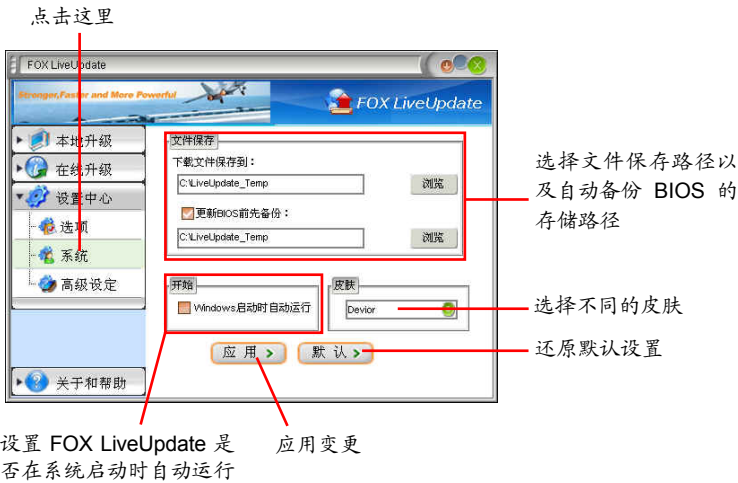 点击这里
FOX LiveUpdate
Stronger,Faster and More Powerful
FOX LiveUpdate
本地升级
在线升级
设置中心
选项
系统
高级设定
关于和帮助
文件保存
下载文件保存到：
C:\LiveUpdate_Temp
浏览
更新BIOS前先备份：
C:\LiveUpdate_Temp
浏览
开始
Windows启动时自动运行
皮肤
Devior
应 用
默 认
选择文件保存路径以
及自动备份 BIOS 的
存储路径
选择不同的皮肤
还原默认设置
设置 FOX LiveUpdate 是
否在系统启动时自动运行
应用变更